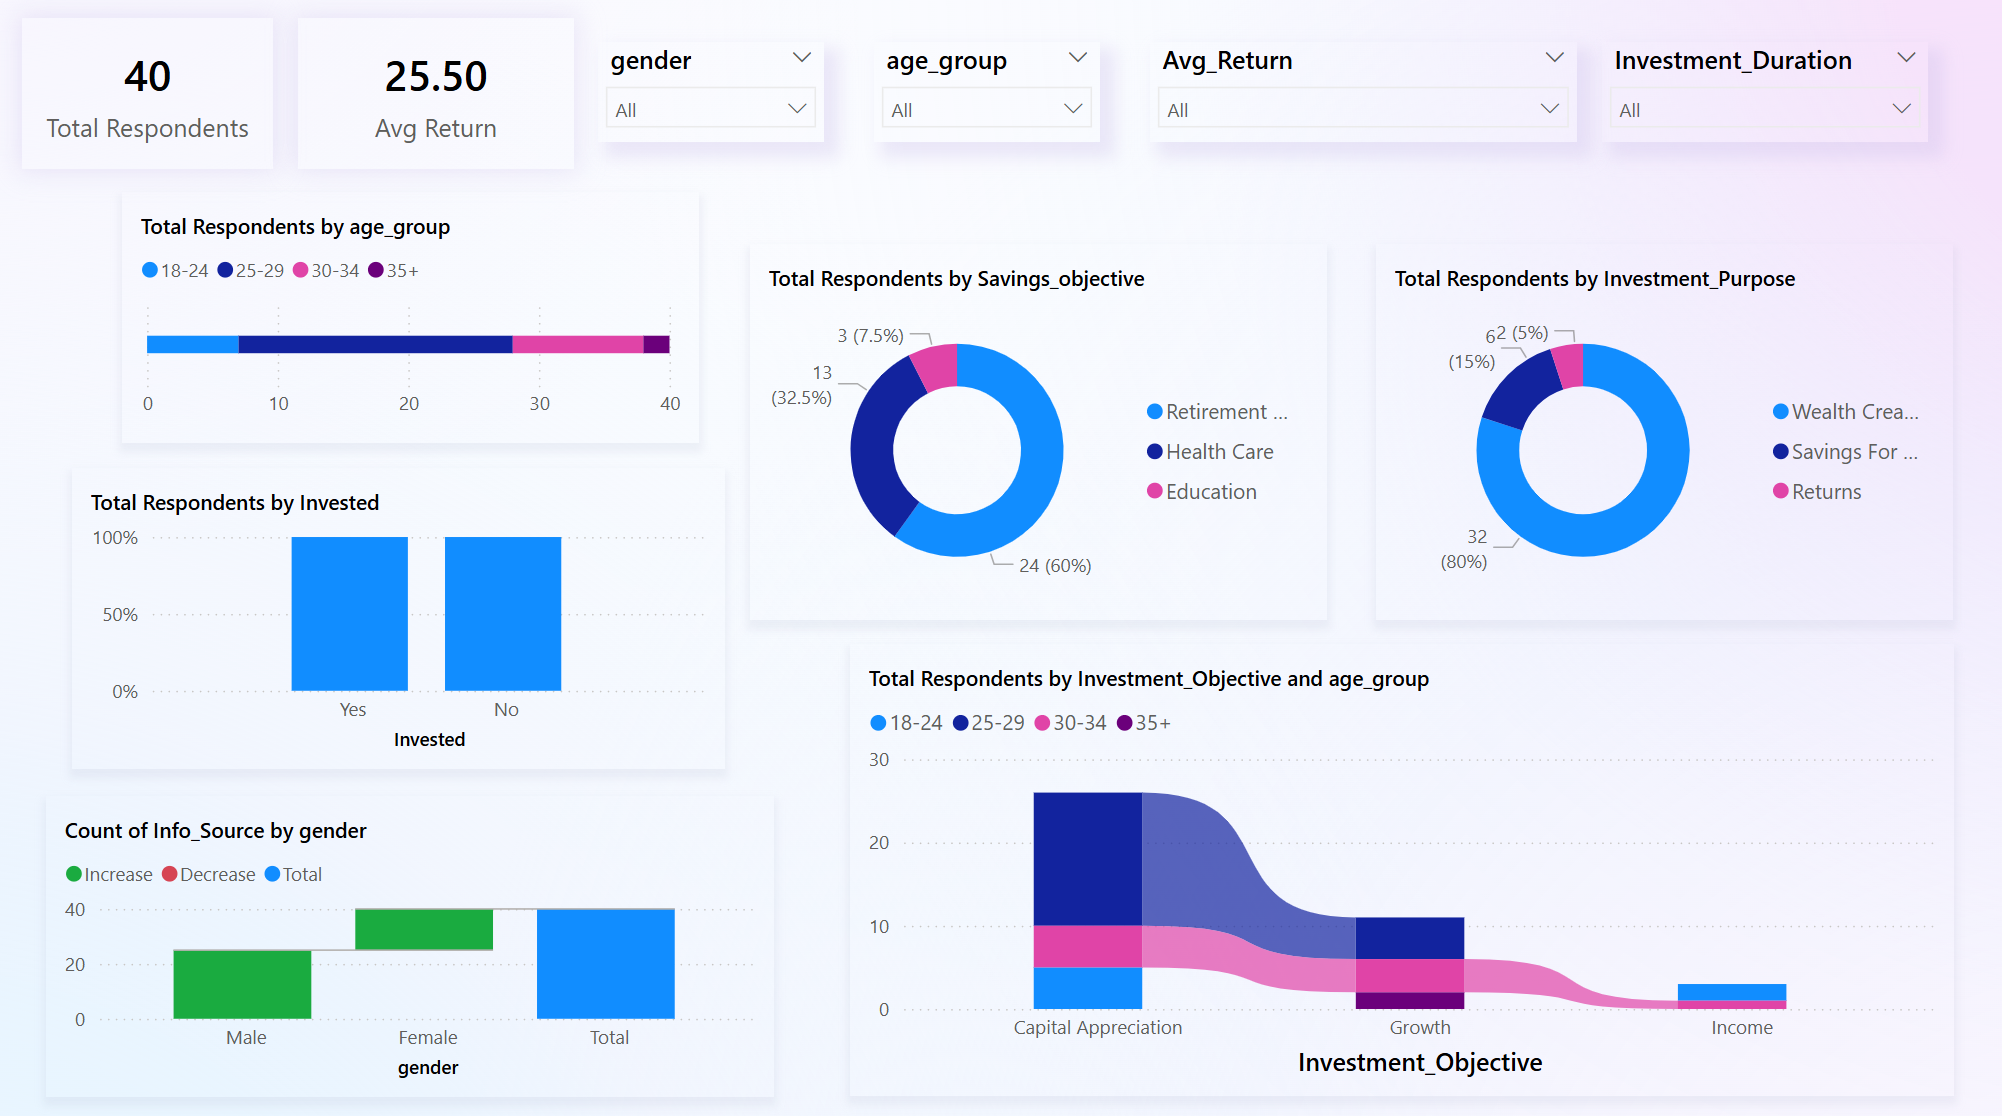 40
Total Respondents
25.50
Avg Return
gender
All
age_group
All
Avg_Return
All
Investment_Duration
All
Total Respondents by age_group
18-24 25-29 30-34 35+
0 10 20 30 40
Total Respondents by Savings_objective
3 (7.5%)
13
(32.5%)
24 (60%)
Retirement ...
Health Care
Education
Total Respondents by Investment_Purpose
2 (5%)
6
(15%)
32
(80%)
Wealth Crea...
Savings For ...
Returns
Total Respondents by Invested
100%
50%
0%
Yes No
Invested
Total Respondents by Investment_Objective and age_group
18-24 25-29 30-34 35+
30
20
10
0
Capital Appreciation Growth Income
Investment_Objective
Count of Info_Source by gender
Increase Decrease Total
40
20
0
Male Female Total
gender